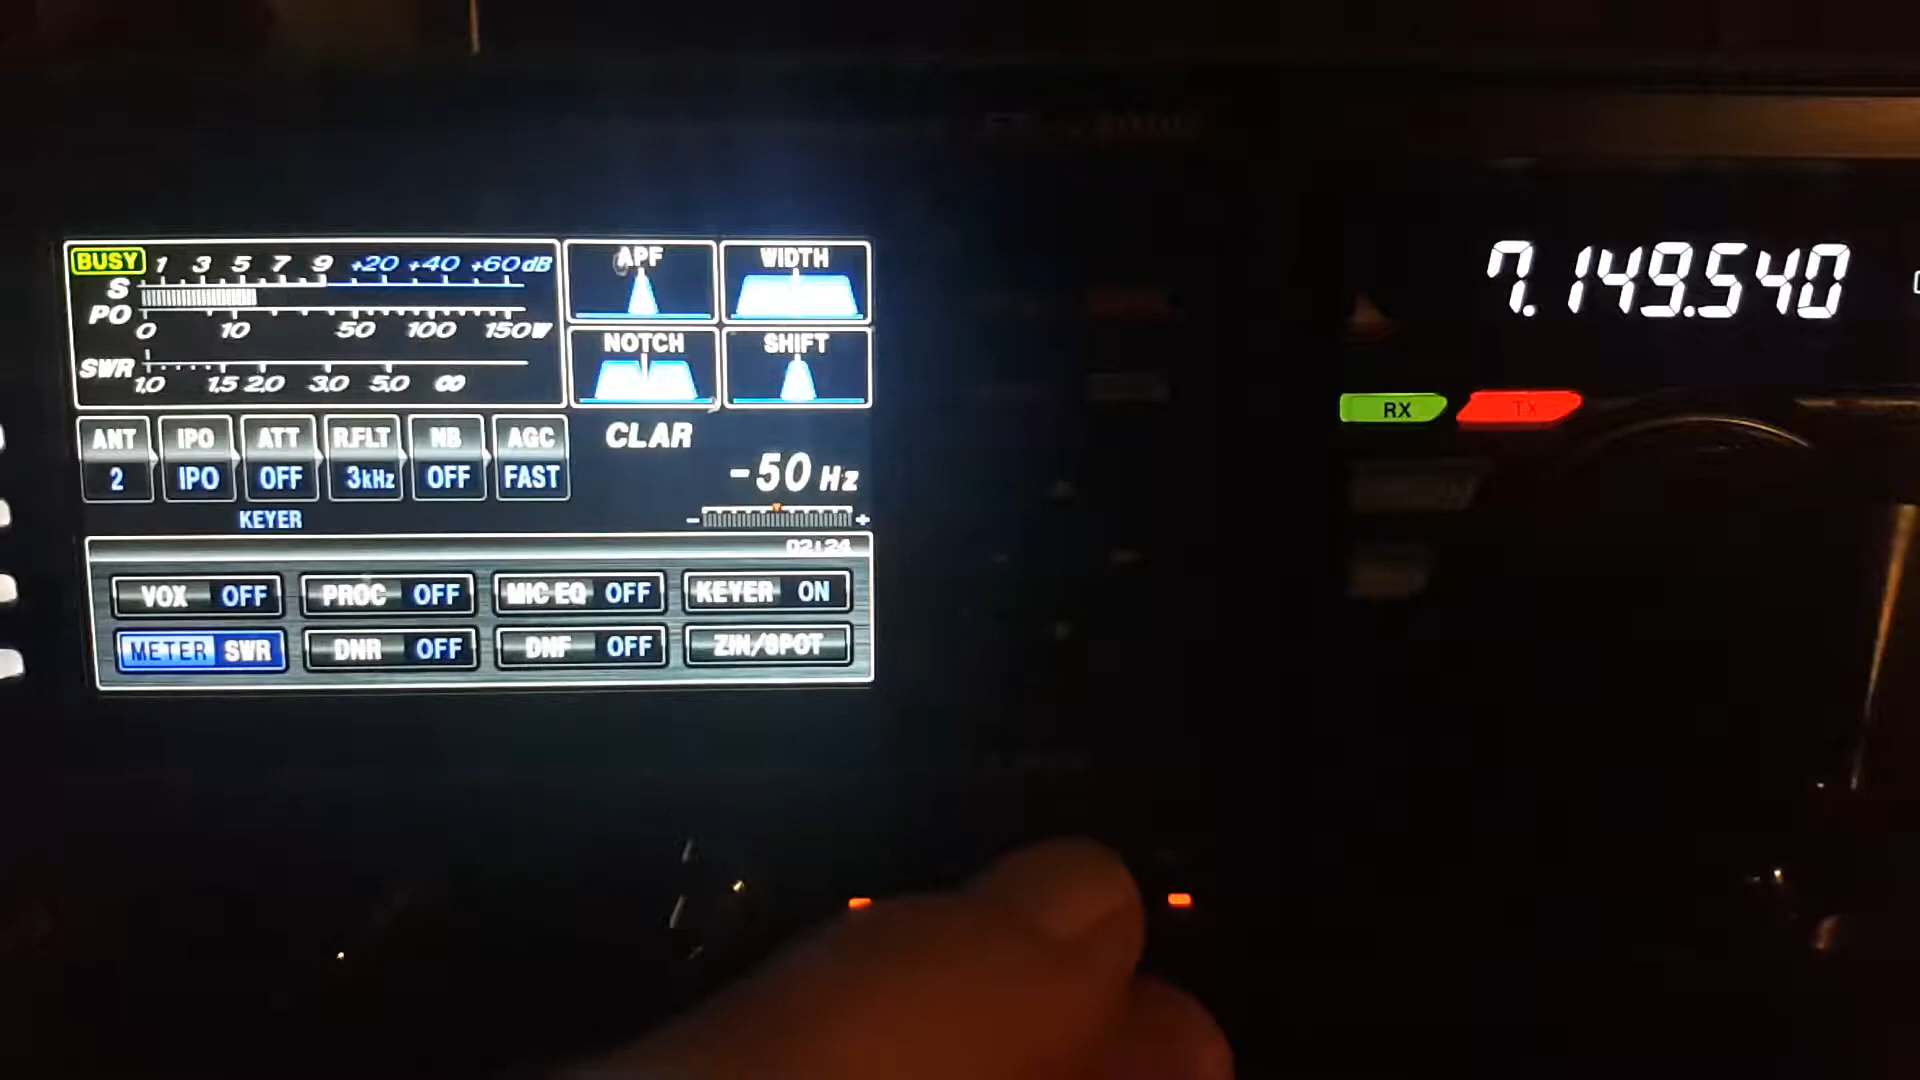 BUSY 1 3 5 7 9 +20 +40 +60dB
S
PO 0 10 50 100 150W
SWR 1.0 1.5 2.0 3.0 5.0 ∞
APF WIDTH
NOTCH SHIFT
7.149.540
RX TX
ANT IPO ATT R.FLT NB AGC
2 IPO OFF 3kHz OFF FAST
CLAR
-50 Hz
- +
KEYER
02:24
VOX OFF PROC OFF MIC EQ OFF KEYER ON
METER SWR DNR OFF DNF OFF ZIN/SPOT